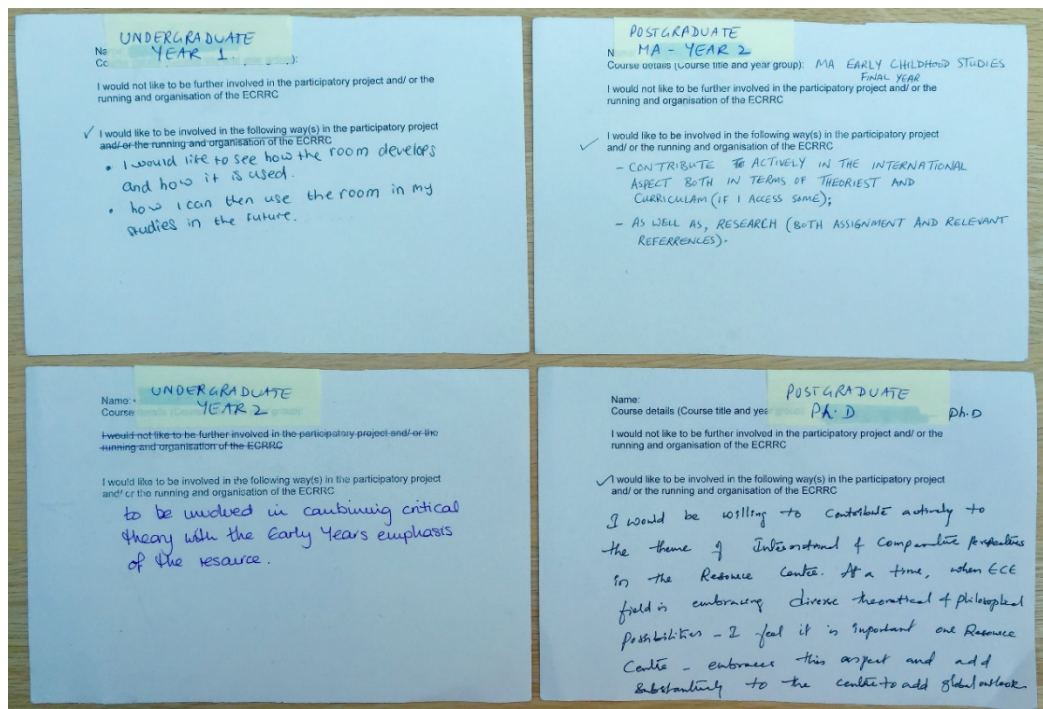 UNDERGRADUATE
YEAR 1
I would not like to be further involved in the participatory project and/ or the
running and organisation of the ECRRC
✓ I would like to be involved in the following way(s) in the participatory project
and/ or the running and organisation of the ECRRC
• I would like to see how the room develops
and how it is used.
• how I can then use the room in my
studies in the future.
POSTGRADUATE
MA - YEAR 2
Course details (Course title and year group): MA EARLY CHILDHOOD STUDIES
FINAL YEAR
I would not like to be further involved in the participatory project and/ or the
running and organisation of the ECRRC
✓ I would like to be involved in the following way(s) in the participatory project
and/ or the running and organisation of the ECRRC
- CONTRIBUTE TO ACTIVELY IN THE INTERNATIONAL
ASPECT BOTH IN TERMS OF THEORIEST AND
CURRICULAM (IF I ACCESS SOME);
- AS WELL AS, RESEARCH (BOTH ASSIGNMENT AND RELEVANT
REFERRENCES).
UNDERGRADUATE
Name:
YEAR 2
Course
I would not like to be further involved in the participatory project and/ or the
running and organisation of the ECRRC
I would like to be involved in the following way(s) in the participatory project
and/ or the running and organisation of the ECRRC
to be involved in combining critical
theory with the Early Years emphasis
of the resource.
POSTGRADUATE
Name:
Course details (Course title and year Ph.D Ph.D
I would not like to be further involved in the participatory project and/ or the
running and organisation of the ECRRC
✓ I would like to be involved in the following way(s) in the participatory project
and/ or the running and organisation of the ECRRC
I would be willing to contribute actively to
the theme of International & Comparative perspectives
in the Resource Centre. At a time, when ECE
field is embracing diverse theoretical & philosophical
Possibilities - I feel it is important one Resource
Centre - embraces this aspect and add
substantively to the centre to add global outlook